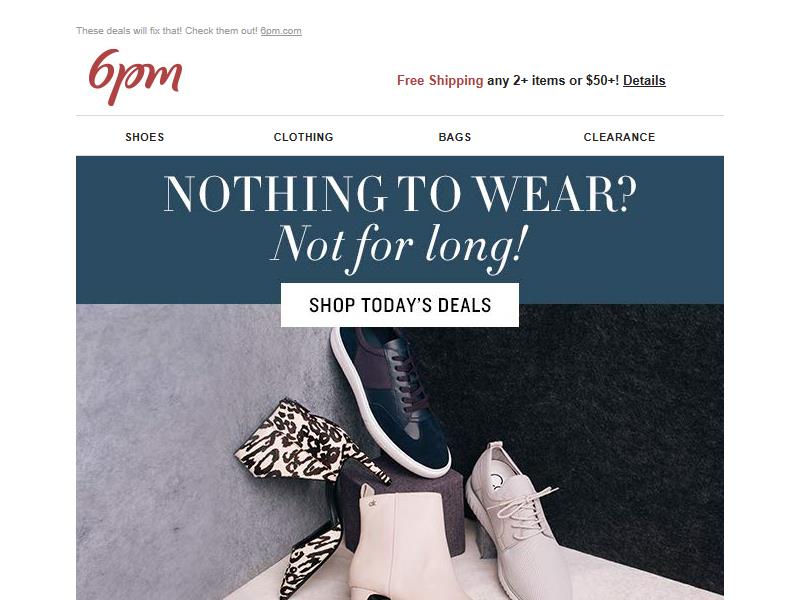 These deals will fix that! Check them out! 6pm.com
6pm
Free Shipping any 2+ items or $50+! Details
SHOES CLOTHING BAGS CLEARANCE
NOTHING TO WEAR?
Not for long!
SHOP TODAY'S DEALS